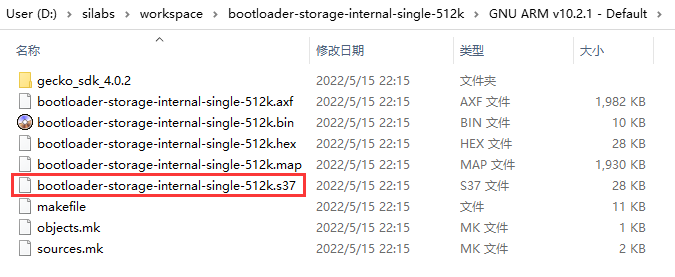 User (D:) › silabs › workspace › bootloader-storage-internal-single-512k › GNU ARM v10.2.1 - Default ›
名称 修改日期 类型 大小
gecko_sdk_4.0.2 2022/5/15 22:15 文件夹
bootloader-storage-internal-single-512k.axf 2022/5/15 22:15 AXF 文件 1,982 KB
bootloader-storage-internal-single-512k.bin 2022/5/15 22:15 BIN 文件 10 KB
bootloader-storage-internal-single-512k.hex 2022/5/15 22:15 HEX 文件 28 KB
bootloader-storage-internal-single-512k.map 2022/5/15 22:15 MAP 文件 1,930 KB
bootloader-storage-internal-single-512k.s37 2022/5/15 22:15 S37 文件 28 KB
makefile 2022/5/15 22:15 文件 11 KB
objects.mk 2022/5/15 22:15 MK 文件 1 KB
sources.mk 2022/5/15 22:15 MK 文件 2 KB